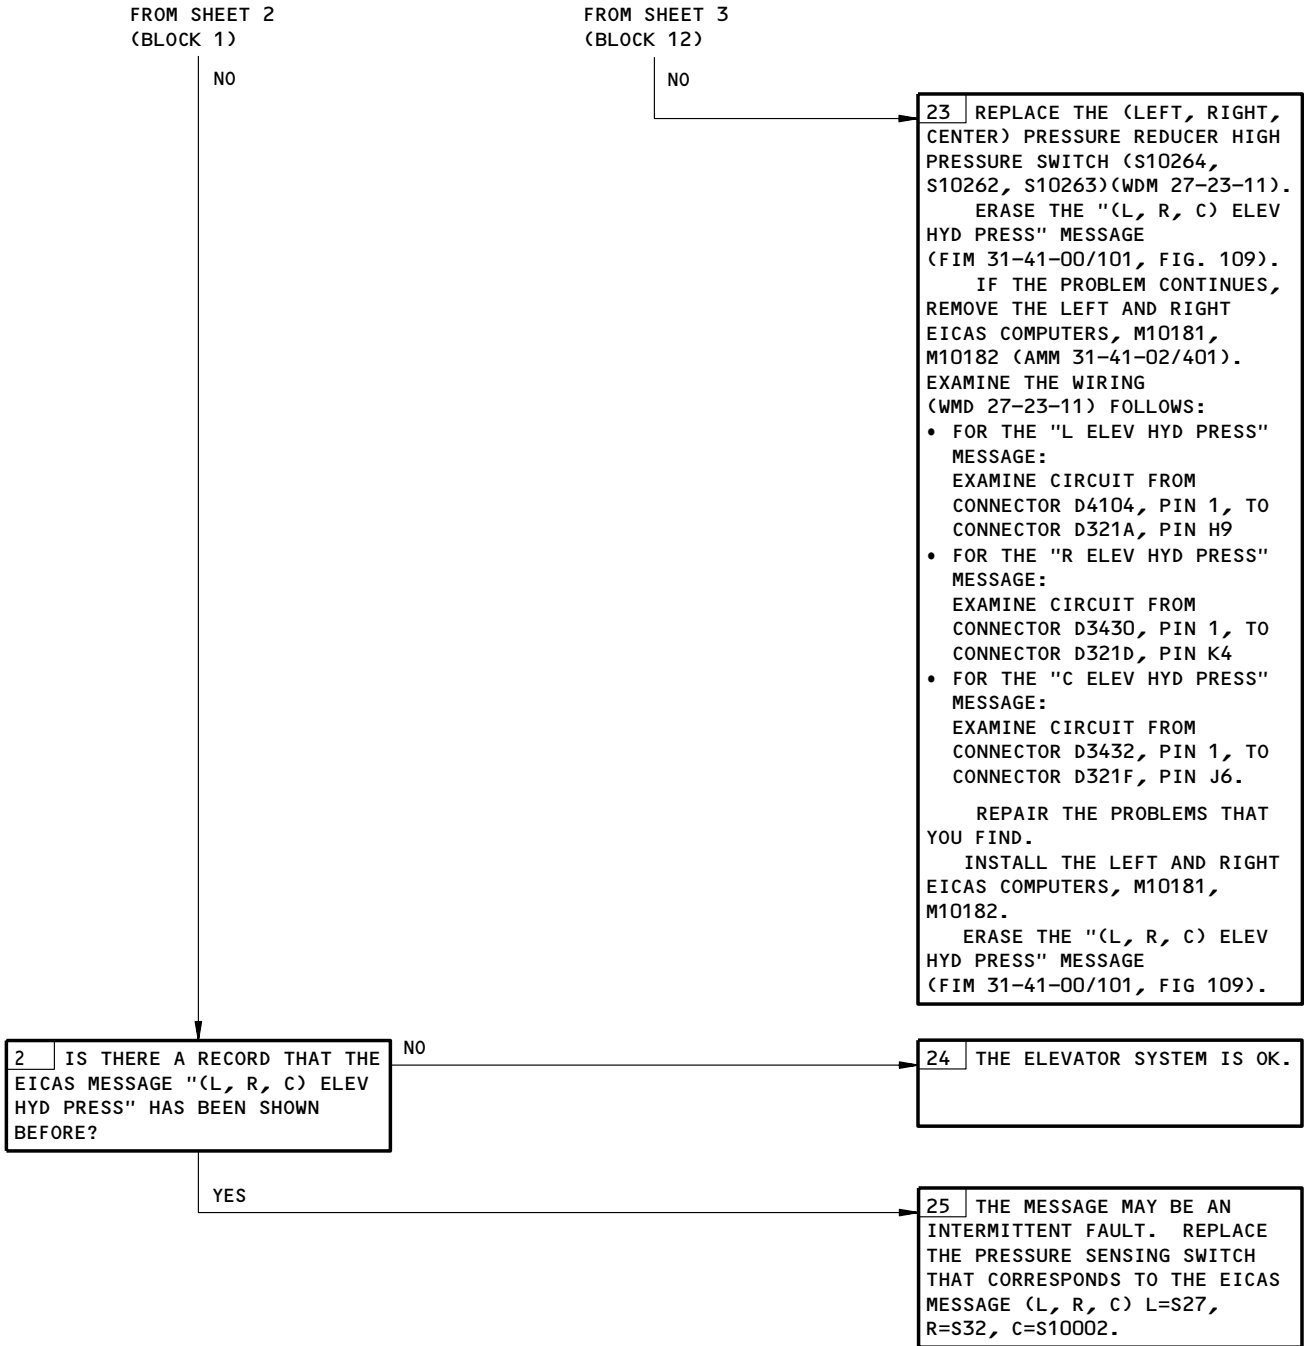 FROM SHEET 2
(BLOCK 1)
NO
FROM SHEET 3
(BLOCK 12)
NO
23 REPLACE THE (LEFT, RIGHT,
CENTER) PRESSURE REDUCER HIGH
PRESSURE SWITCH (S10264,
S10262, S10263)(WDM 27-23-11).
ERASE THE "(L, R, C) ELEV
HYD PRESS" MESSAGE
(FIM 31-41-00/101, FIG. 109).
IF THE PROBLEM CONTINUES,
REMOVE THE LEFT AND RIGHT
EICAS COMPUTERS, M10181,
M10182 (AMM 31-41-02/401).
EXAMINE THE WIRING
(WMD 27-23-11) FOLLOWS:
• FOR THE "L ELEV HYD PRESS"
MESSAGE:
EXAMINE CIRCUIT FROM
CONNECTOR D4104, PIN 1, TO
CONNECTOR D321A, PIN H9
• FOR THE "R ELEV HYD PRESS"
MESSAGE:
EXAMINE CIRCUIT FROM
CONNECTOR D3430, PIN 1, TO
CONNECTOR D321D, PIN K4
• FOR THE "C ELEV HYD PRESS"
MESSAGE:
EXAMINE CIRCUIT FROM
CONNECTOR D3432, PIN 1, TO
CONNECTOR D321F, PIN J6.
REPAIR THE PROBLEMS THAT
YOU FIND.
INSTALL THE LEFT AND RIGHT
EICAS COMPUTERS, M10181,
M10182.
ERASE THE "(L, R, C) ELEV
HYD PRESS" MESSAGE
(FIM 31-41-00/101, FIG 109).
2 IS THERE A RECORD THAT THE
EICAS MESSAGE "(L, R, C) ELEV
HYD PRESS" HAS BEEN SHOWN
BEFORE?
NO
24 THE ELEVATOR SYSTEM IS OK.
YES
25 THE MESSAGE MAY BE AN
INTERMITTENT FAULT. REPLACE
THE PRESSURE SENSING SWITCH
THAT CORRESPONDS TO THE EICAS
MESSAGE (L, R, C) L=S27,
R=S32, C=S10002.